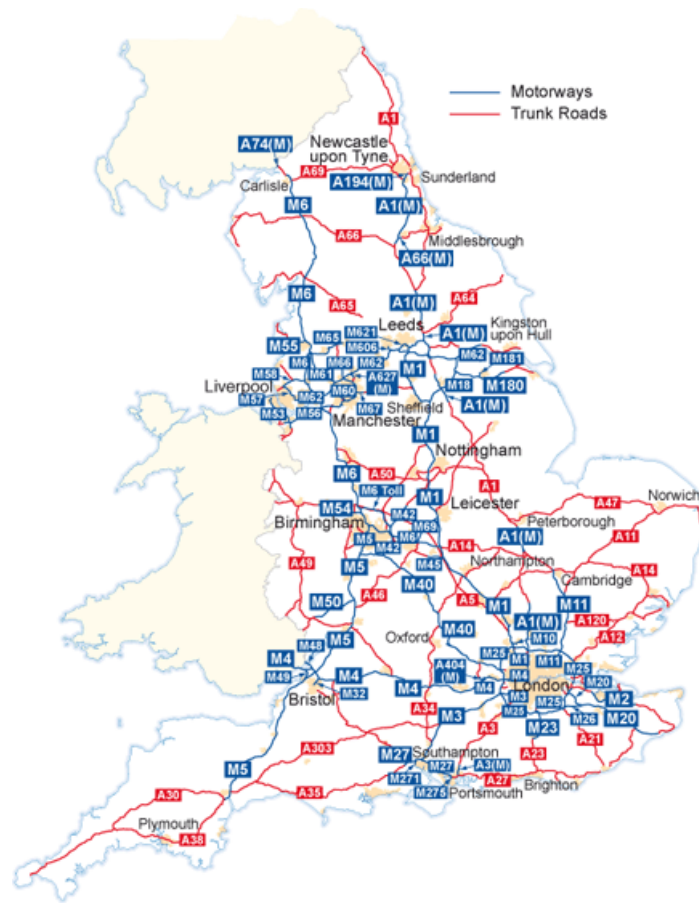 Motorways
Trunk Roads
A1
A74(M)
Newcastle
upon Tyne
A69
A194(M)
Sunderland
Carlisle
M6
A1(M)
A66
Middlesbrough
A66(M)
M6
A65
A1(M)
A64
M621
Leeds
A1(M)
Kingston
upon Hull
M55
M65
M606
M6
M66
M62
M1
M62
M181
M58
M61
A627
(M)
M18
M180
Liverpool
M57
M62
M60
Sheffield
A1(M)
M53
M56
M67
Manchester
M1
Nottingham
M6
A50
M6 Toll
M1
A1
Leicester
A47
Norwich
M54
M42
Peterborough
Birmingham
M69
A1(M)
A11
M5
M6
M42
A14
A14
A49
M5
M45
Northampton
Cambridge
M40
A46
A5
M1
M11
M50
A1(M)
A120
M48
M5
Oxford
M40
M10
A12
M4
M25
M1
M11
M49
M4
A404
(M)
M4
M25
M32
M4
M4
London
M20
Bristol
M3
M25
M2
A34
M3
M25
M26
M20
A3
M23
A21
A303
M27
Southampton
A23
M5
M27
A3(M)
M271
A27
Brighton
A30
A35
M275
Portsmouth
Plymouth
A38